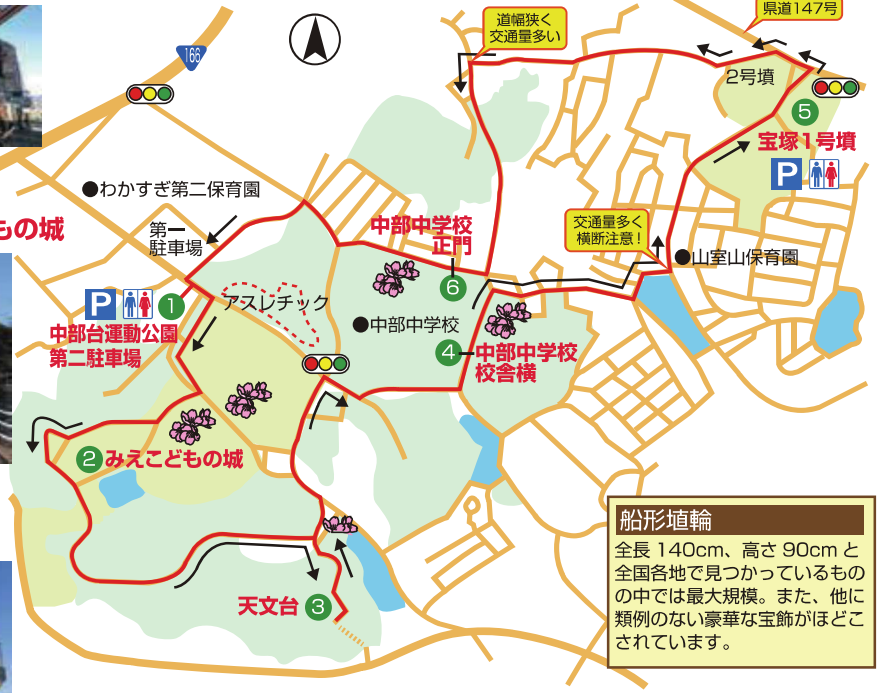 県道147号
道幅狭く
交通量多い
166
2号墳
5
宝塚1号墳
P
●わかすぎ第二保育園
もの城
第一
駐車場
中部中学校
正門
6
交通量多く
横断注意！
●山室山保育園
P
1
アスレチック
中部台運動公園
第二駐車場
●中部中学校
4
中部中学校
校舎横
2
みえこどもの城
天文台
3
船形埴輪
全長140cm、高さ90cmと
全国各地で見つかっているもの
の中では最大規模。また、他に
類例のない豪華な宝飾がほどこ
されています。